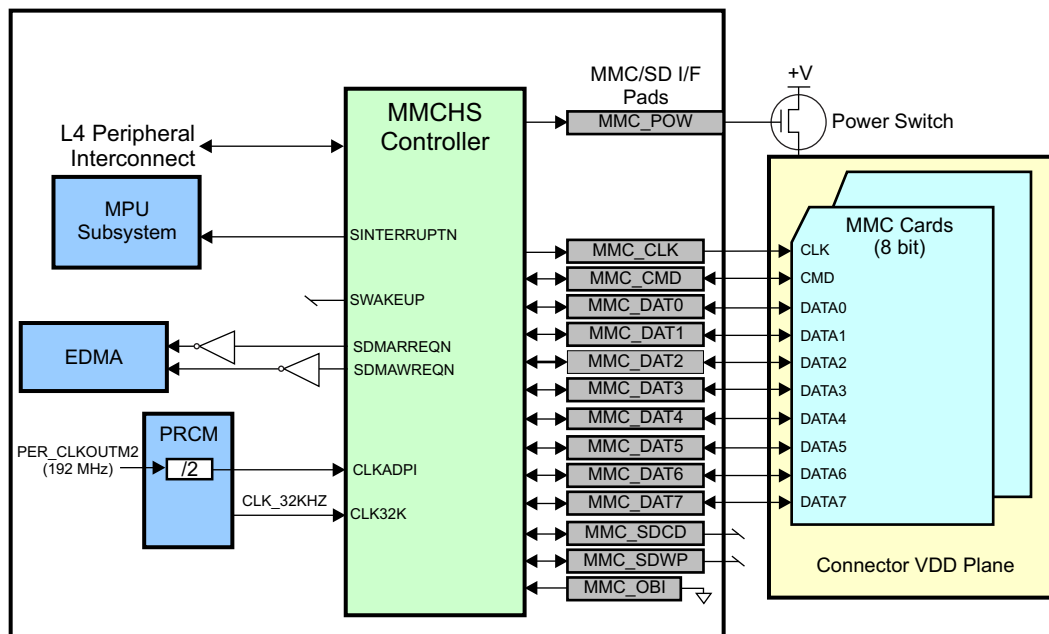 MMC/SD I/F
Pads
+V
MMCHS
Controller
MMC_POW
Power Switch
L4 Peripheral
Interconnect
MPU
Subsystem
SINTERRUPTN
MMC Cards
(8 bit)
MMC_CLK
CLK
MMC_CMD
CMD
SWAKEUP
MMC_DAT0
DATA0
MMC_DAT1
DATA1
EDMA
SDMARREQN
SDMAWREQN
MMC_DAT2
DATA2
MMC_DAT3
DATA3
MMC_DAT4
DATA4
PRCM
PER_CLKOUTM2
(192 MHz)
/2
CLKADPI
MMC_DAT5
DATA5
MMC_DAT6
DATA6
CLK_32KHZ
CLK32K
MMC_DAT7
DATA7
MMC_SDCD
MMC_SDWP
MMC_OBI
Connector VDD Plane